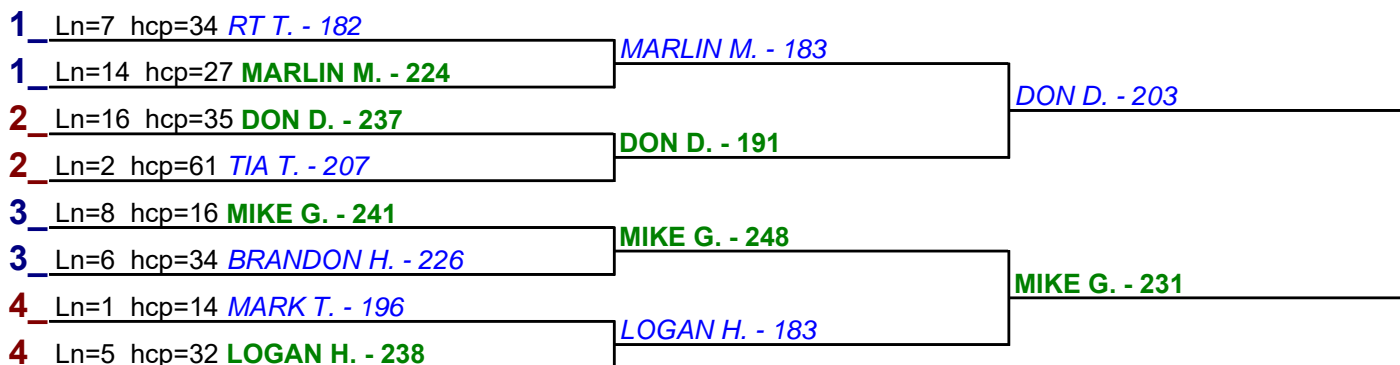 1_ Ln=7 hcp=34 RT T. - 182
MARLIN M. - 183
1_ Ln=14 hcp=27 MARLIN M. - 224
DON D. - 203
2_ Ln=16 hcp=35 DON D. - 237
DON D. - 191
2_ Ln=2 hcp=61 TIA T. - 207
3_ Ln=8 hcp=16 MIKE G. - 241
MIKE G. - 248
3_ Ln=6 hcp=34 BRANDON H. - 226
MIKE G. - 231
4_ Ln=1 hcp=14 MARK T. - 196
LOGAN H. - 183
4 Ln=5 hcp=32 LOGAN H. - 238